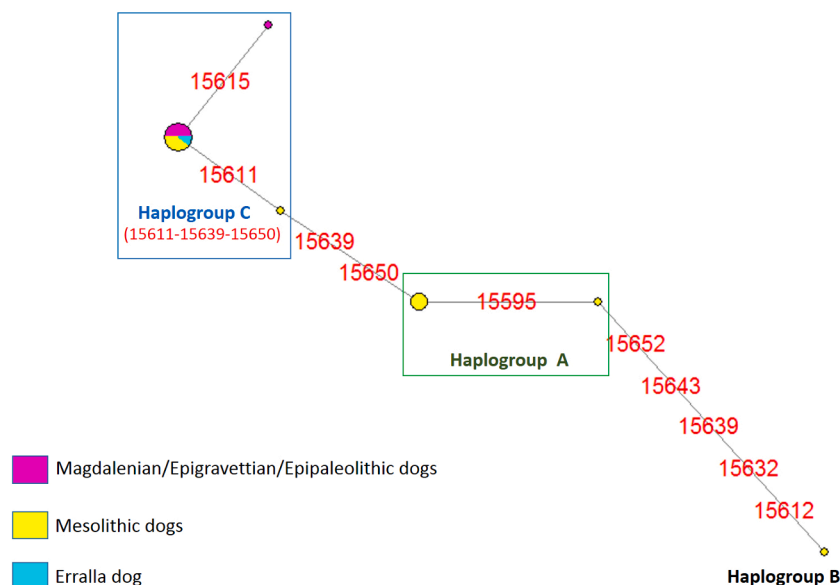 15615
15611
Haplogroup C
(15611-15639-15650)
15639
15650
15595
Haplogroup A
15652
15643
15639
15632
15612
Magdalenian/Epigravettian/Epipaleolithic dogs
Mesolithic dogs
Erralla dog
Haplogroup B